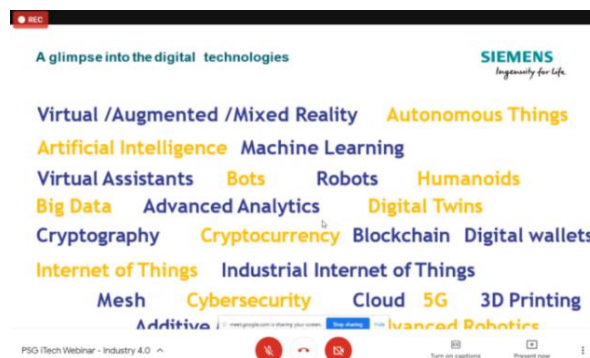 REC
A glimpse into the digital technologies
SIEMENS
Ingenuity for life
Virtual /Augmented /Mixed Reality Autonomous Things
Artificial Intelligence Machine Learning
Virtual Assistants Bots Robots Humanoids
Big Data Advanced Analytics Digital Twins
Cryptography Cryptocurrency Blockchain Digital wallets
Internet of Things Industrial Internet of Things
Mesh Cybersecurity Cloud 5G 3D Printing
Additive
meet.google.com is sharing your screen. Stop sharing Hide
Robotics
PSG iTech Webinar - Industry 4.0
Turn on captions
Present now